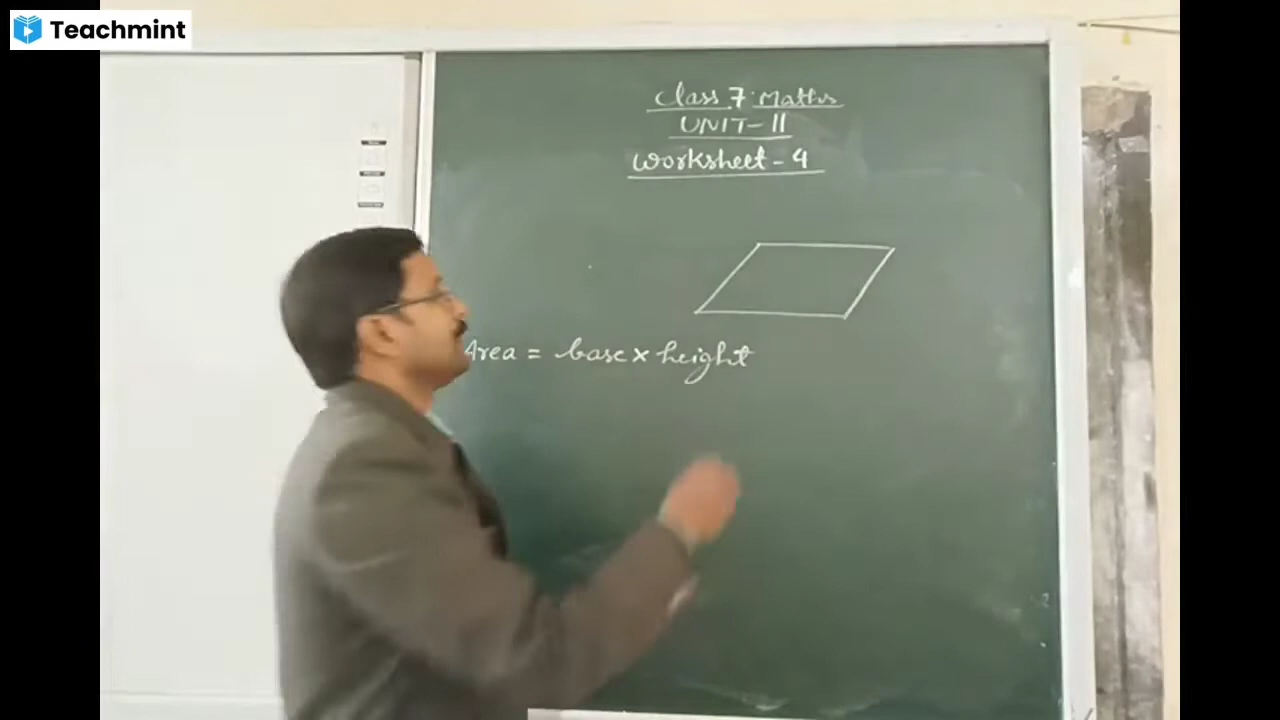 Teachmint
Class 7: Maths
UNIT-II
Worksheet-4
Area = base x height